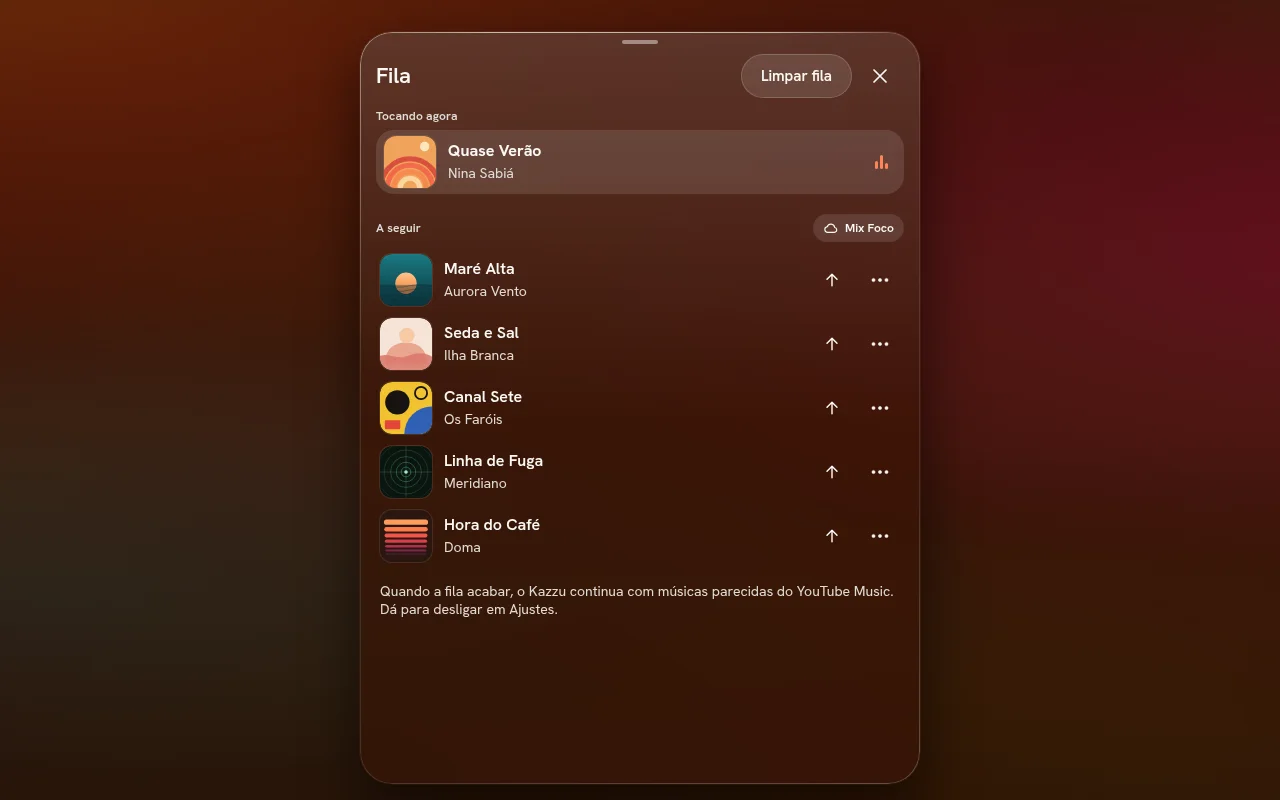 Fila
Limpar fila
Tocando agora
Quase Verão
Nina Sabiá
A seguir
Mix Foco
Maré Alta
Aurora Vento
Seda e Sal
Ilha Branca
Canal Sete
Os Faróis
Linha de Fuga
Meridiano
Hora do Café
Doma
Quando a fila acabar, o Kazzu continua com músicas parecidas do YouTube Music.
Dá para desligar em Ajustes.